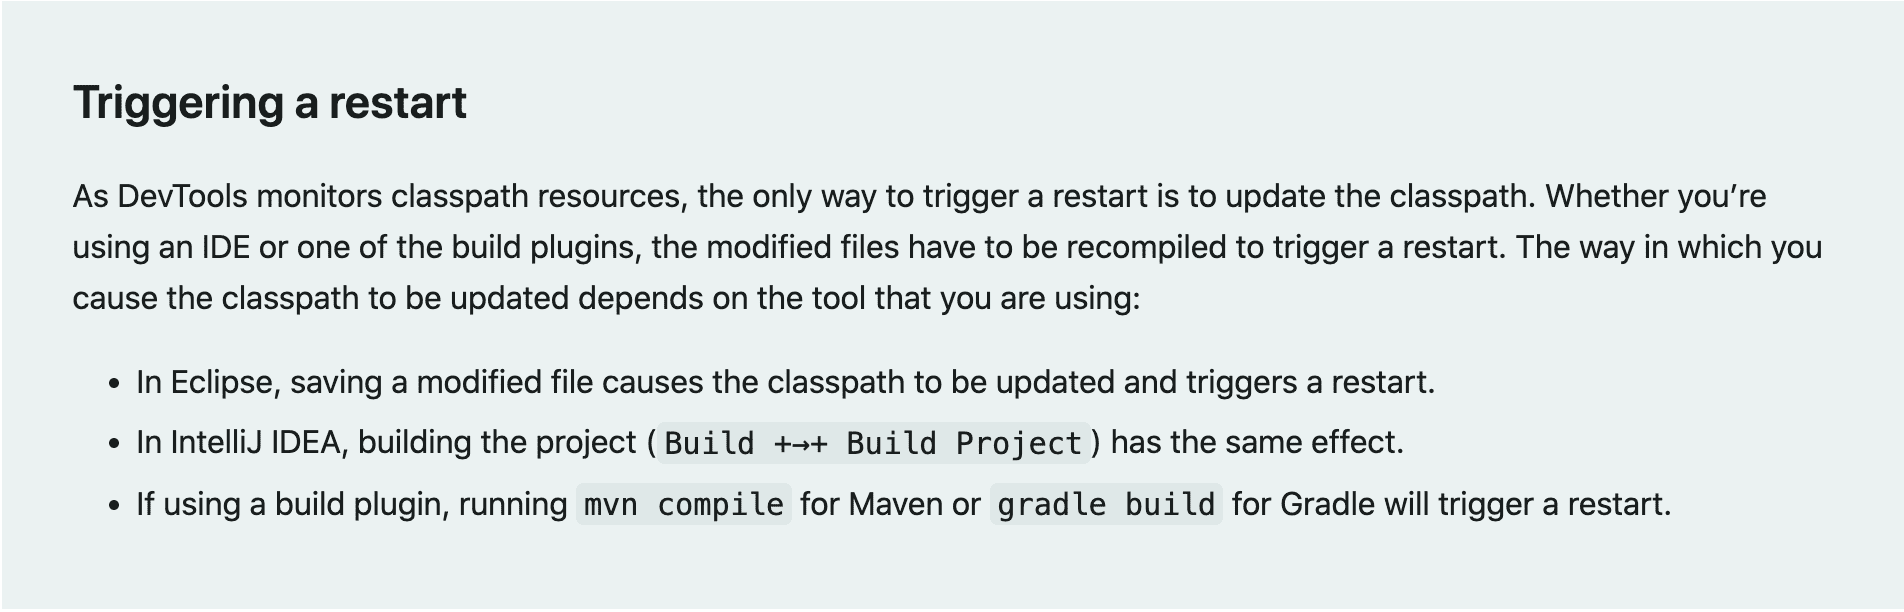 Triggering a restart
As DevTools monitors classpath resources, the only way to trigger a restart is to update the classpath. Whether you’re
using an IDE or one of the build plugins, the modified files have to be recompiled to trigger a restart. The way in which you
cause the classpath to be updated depends on the tool that you are using:
• In Eclipse, saving a modified file causes the classpath to be updated and triggers a restart.
• In IntelliJ IDEA, building the project (Build +→+ Build Project) has the same effect.
• If using a build plugin, running mvn compile for Maven or gradle build for Gradle will trigger a restart.